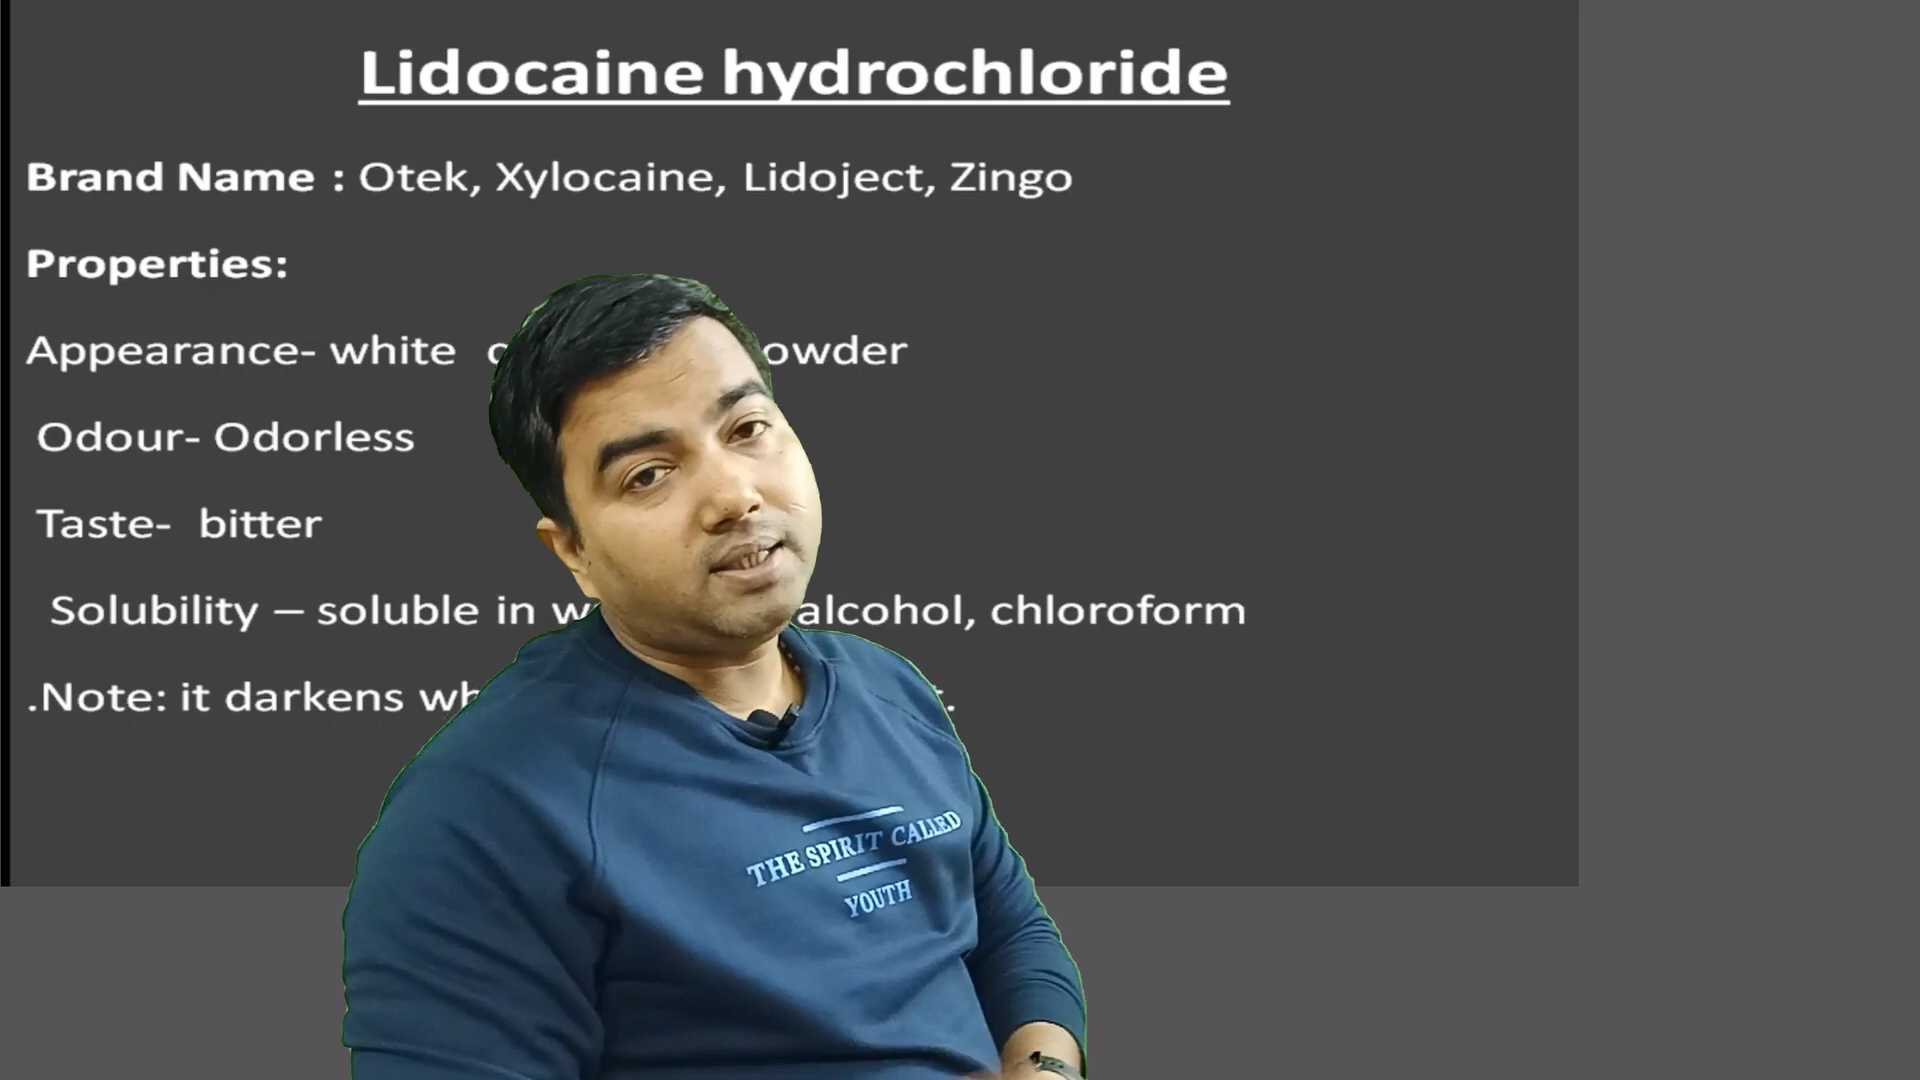 Lidocaine hydrochloride
Brand Name : Otek, Xylocaine, Lidoject, Zingo
Properties:
Appearance- white
Odour- Odorless
Taste- bitter
Solubility – soluble in alcohol, chloroform
.Note: it darkens
THE SPIRIT CALLED
YOUTH